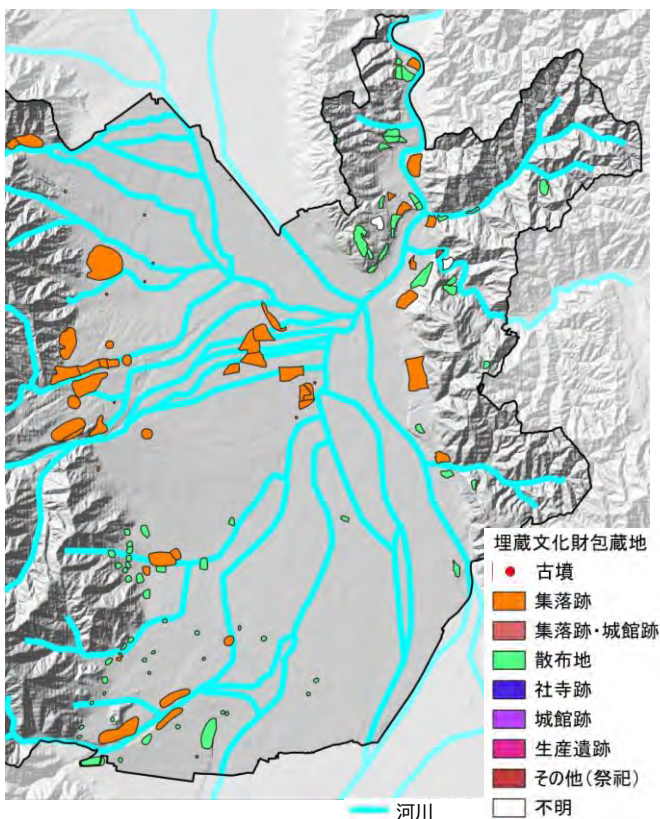 埋蔵文化財包蔵地
古墳
集落跡
集落跡・城館跡
散布地
社寺跡
城館跡
生産遺跡
その他(祭祀)
不明
河川